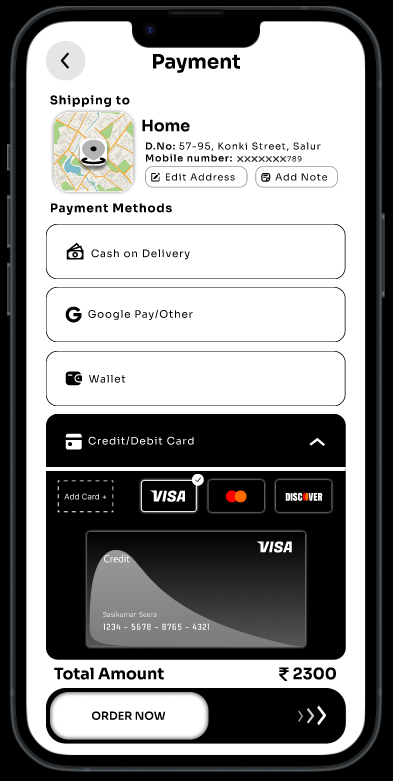 Payment
Shipping to
Home
D.No: 57-95, Konki Street, Salur
Mobile number: xxxxxxx789
Edit Address
Add Note
Payment Methods
Cash on Delivery
Google Pay/Other
Wallet
Credit/Debit Card
Add Card +
VISA
DISCOVER
VISA
Credit
Sasikumar Seera
1234 - 5678 - 8765 - 4321
Total Amount ₹ 2300
ORDER NOW